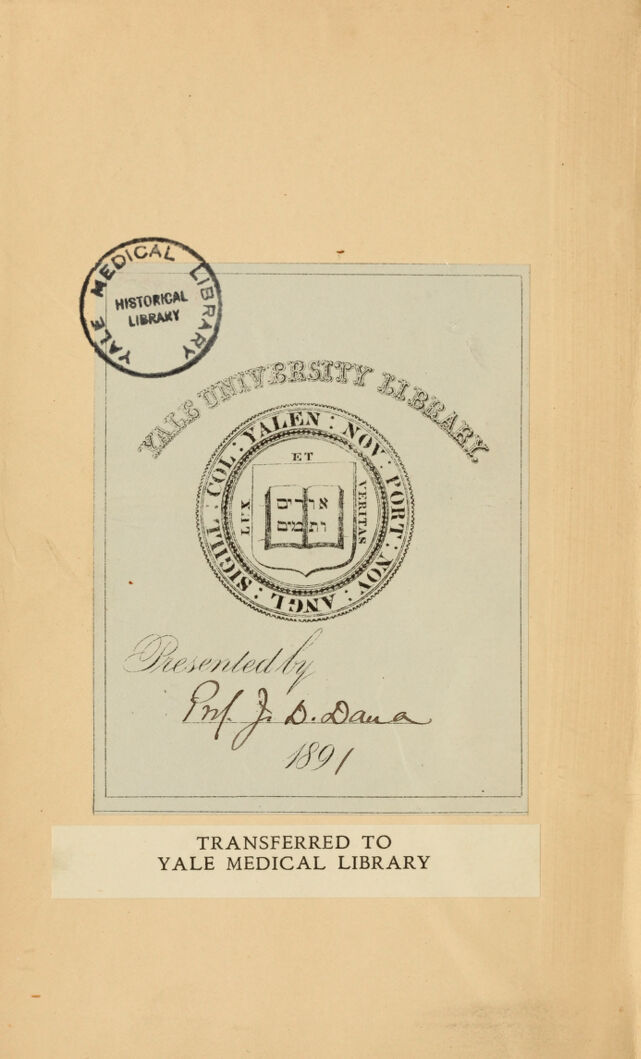 YALE MEDICAL LIBRARY
HISTORICAL
LIBRARY
YALE UNIVERSITY LIBRARY.
SIGILL : COL : YALEN : NOV : PORT : NOV : ANGL :
LUX
ET
VERITAS
אורים
ותמים
Presented by
Prof. J. D. Dana
1891
TRANSFERRED TO
YALE MEDICAL LIBRARY